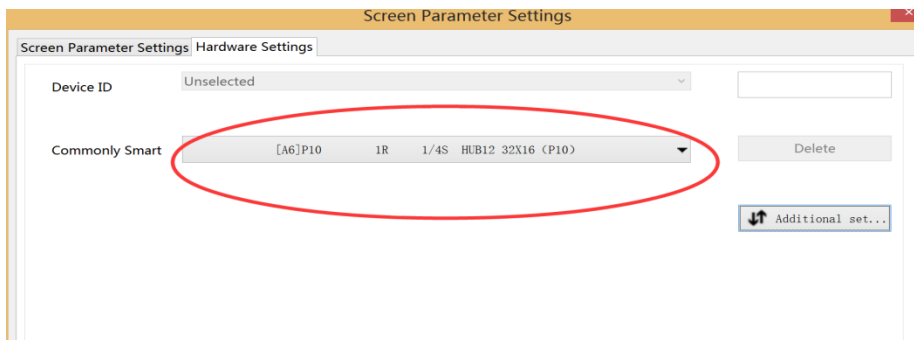 Screen Parameter Settings
Screen Parameter Settings Hardware Settings
Device ID Unselected
Commonly Smart [A6]P10 1R 1/4S HUB12 32X16 (P10) Delete
Additional set...